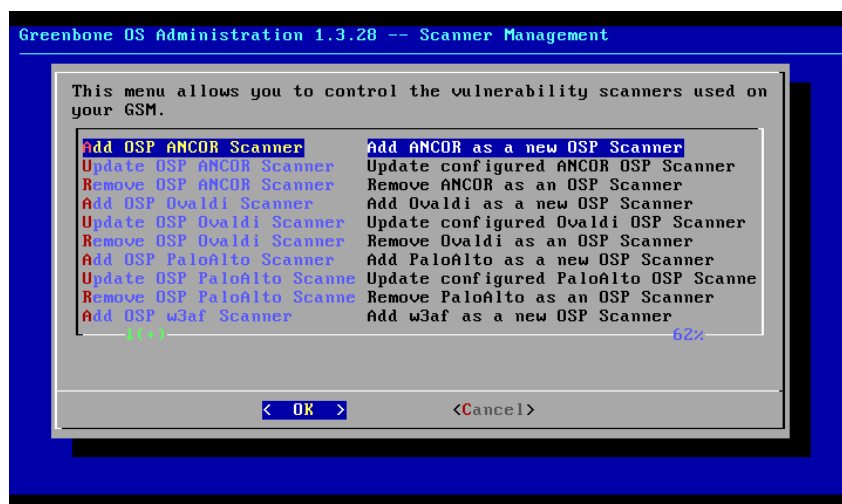 Greenbone OS Administration 1.3.28 -- Scanner Management
This menu allows you to control the vulnerability scanners used on
your GSM.
Add OSP ANCOR Scanner Add ANCOR as a new OSP Scanner
Update OSP ANCOR Scanner Update configured ANCOR OSP Scanner
Remove OSP ANCOR Scanner Remove ANCOR as an OSP Scanner
Add OSP Ovaldi Scanner Add Ovaldi as a new OSP Scanner
Update OSP Ovaldi Scanner Update configured Ovaldi OSP Scanner
Remove OSP Ovaldi Scanner Remove Ovaldi as an OSP Scanner
Add OSP PaloAlto Scanner Add PaloAlto as a new OSP Scanner
Update OSP PaloAlto Scanne Update configured PaloAlto OSP Scanne
Remove OSP PaloAlto Scanne Remove PaloAlto as an OSP Scanner
Add OSP w3af Scanner Add w3af as a new OSP Scanner
↓(+) 62%
< OK > <Cancel>